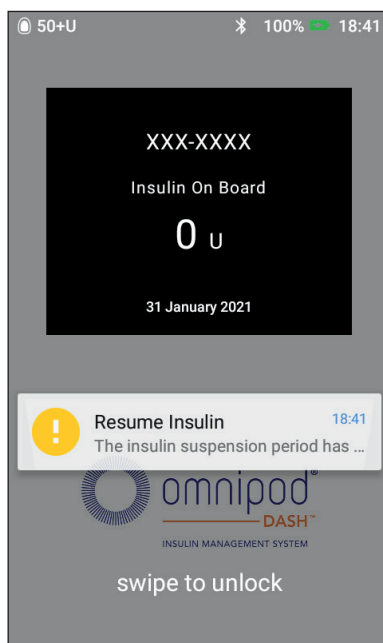 50+U 100% 18:41
XXX-XXXX
Insulin On Board
0 U
31 January 2021
Resume Insulin 18:41
The insulin suspension period has ...
omnipod®
DASH™
INSULIN MANAGEMENT SYSTEM
swipe to unlock